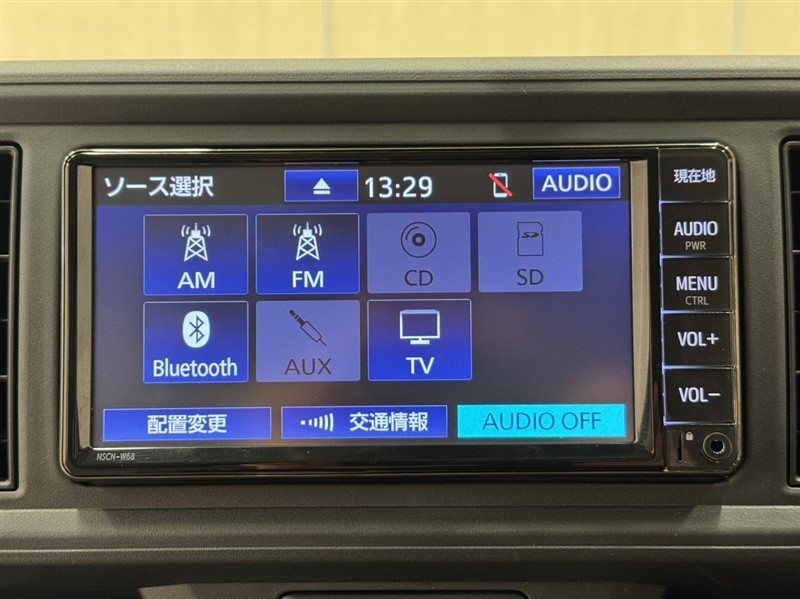 ソース選択
13:29
AUDIO
AM
FM
CD
SD
SD
Bluetooth
AUX
TV
配置変更
交通情報
AUDIO OFF
NSCN-W68
現在地
AUDIO
PWR
MENU
CTRL
VOL+
VOL-